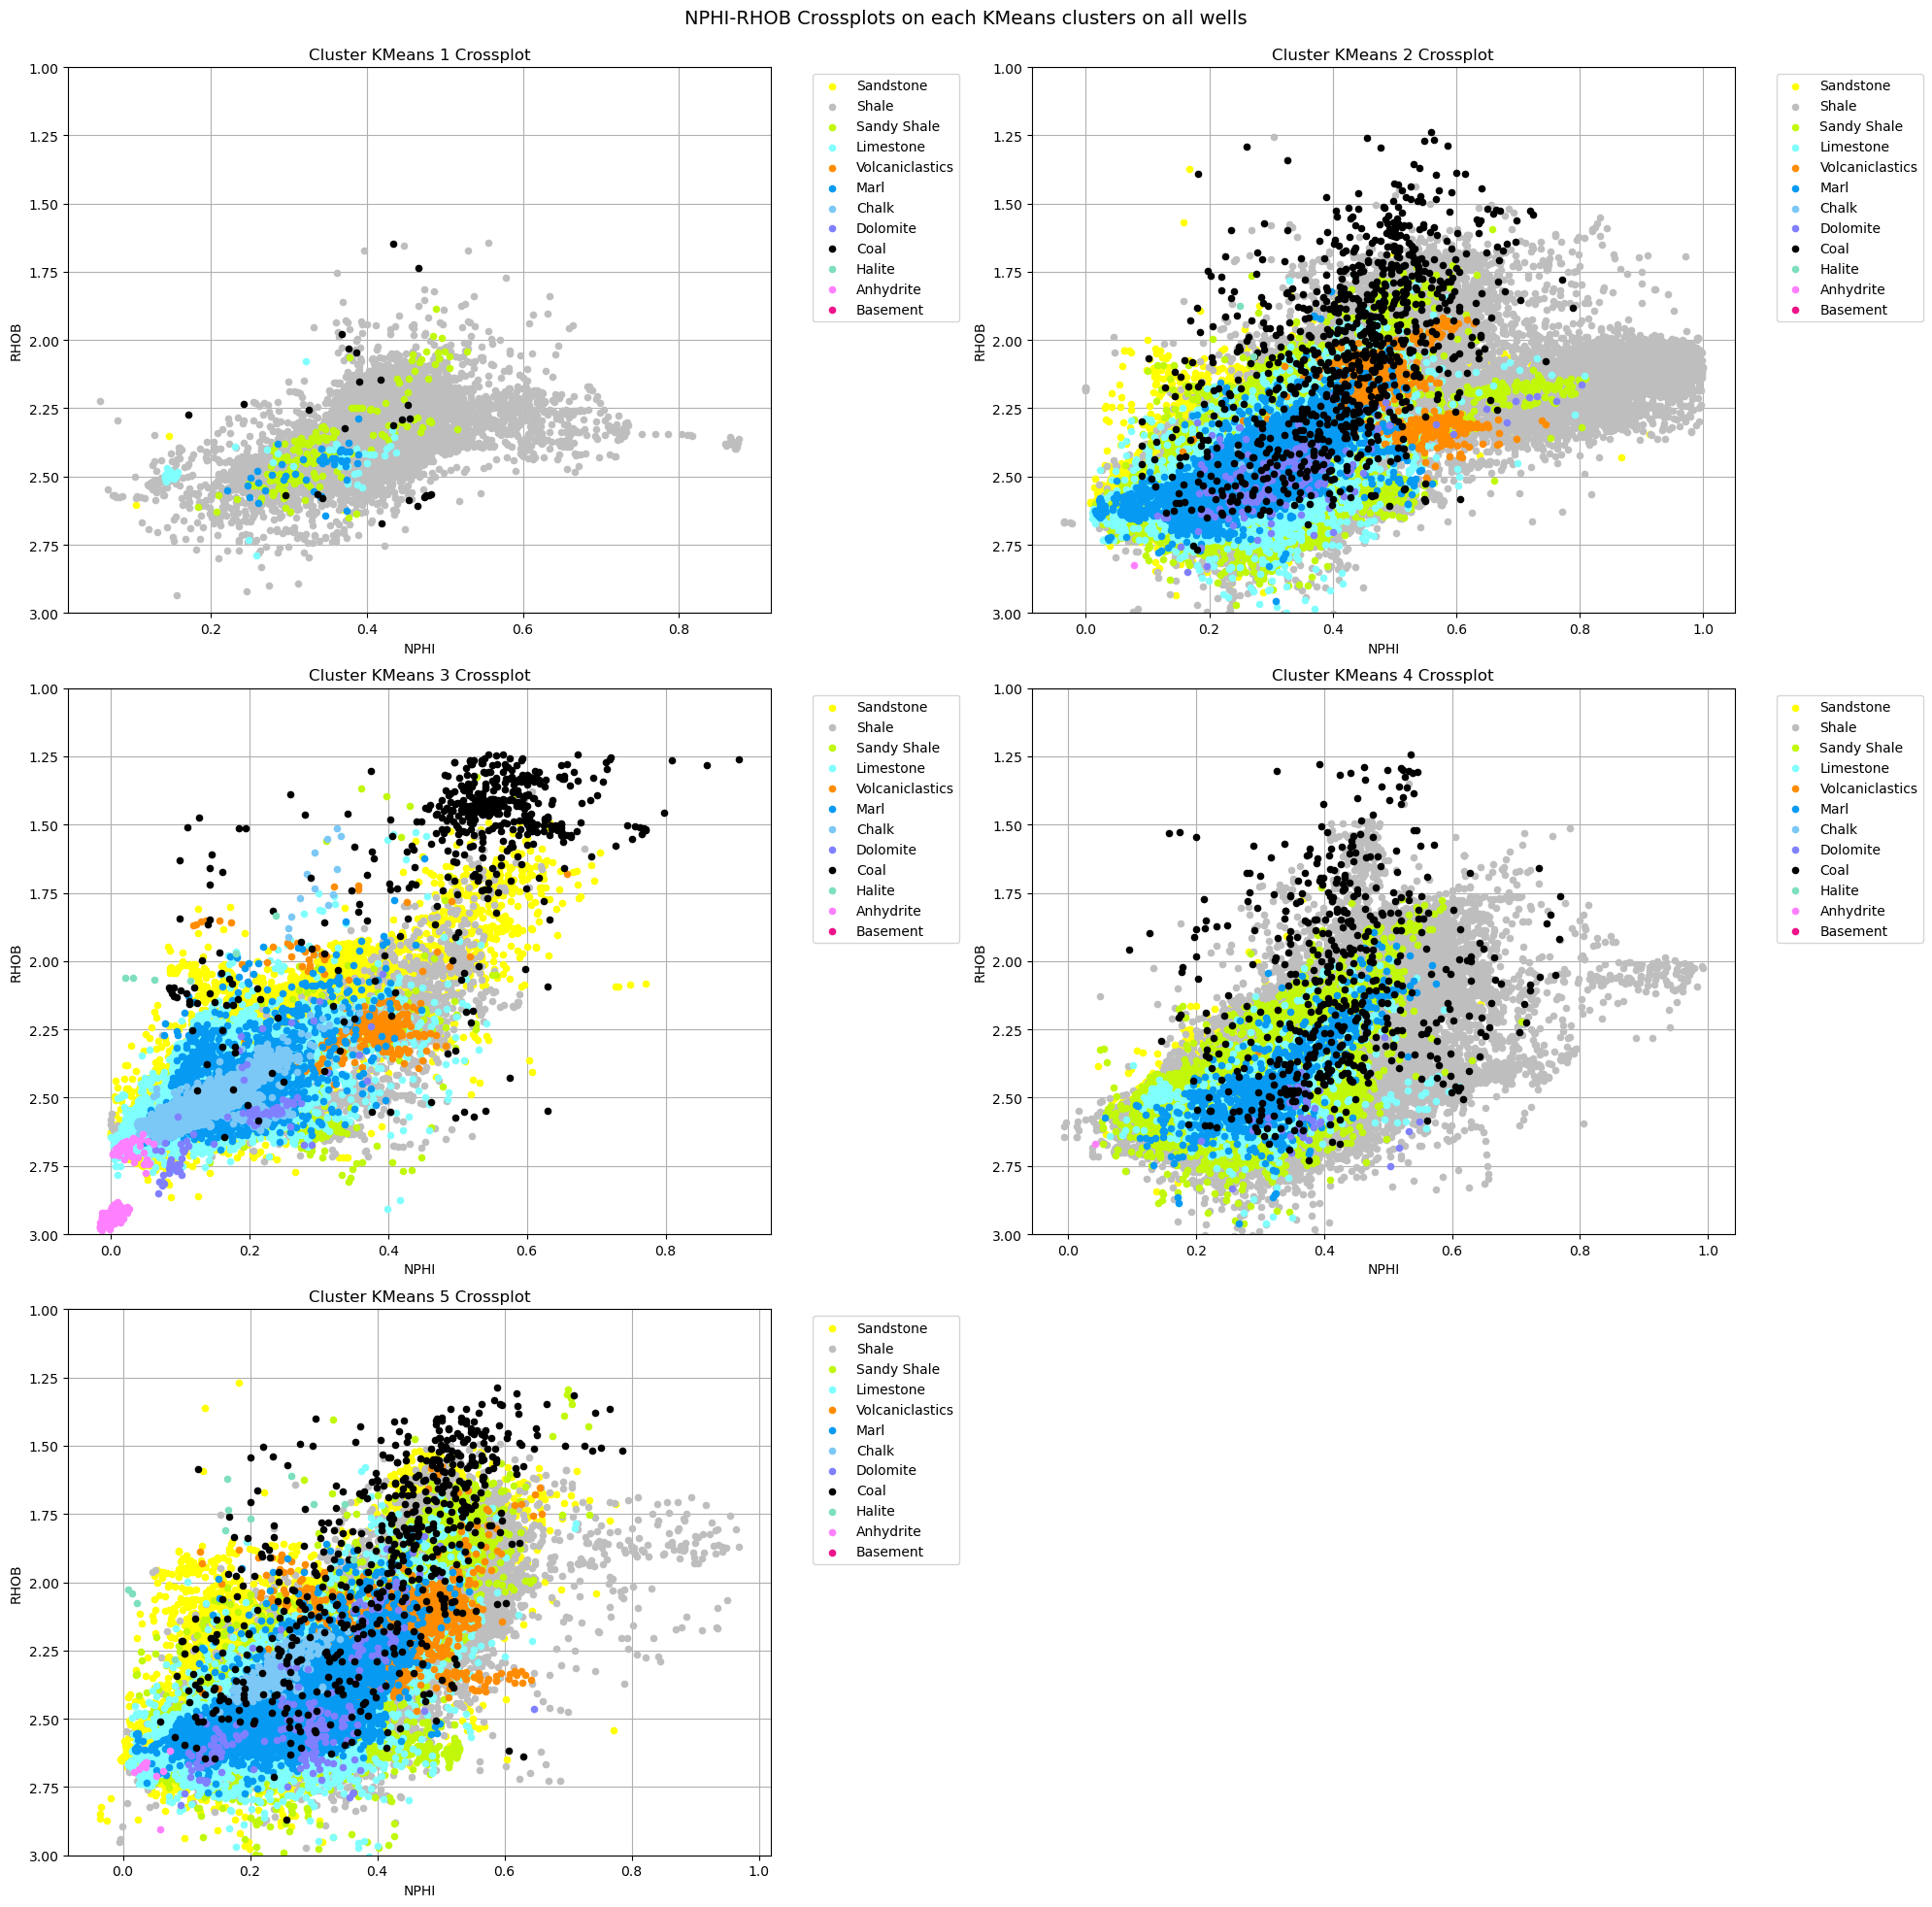 NPHI-RHOB Crossplots on each KMeans clusters on all wells
Cluster KMeans 1 Crossplot
1.00
1.25
1.50
1.75
2.00
2.25
2.50
2.75
3.00
RHOB
0.2 0.4 0.6 0.8
NPHI
Sandstone
Shale
Sandy Shale
Limestone
Volcaniclastics
Marl
Chalk
Dolomite
Coal
Halite
Anhydrite
Basement
Cluster KMeans 2 Crossplot
1.00
1.25
1.50
1.75
2.00
2.25
2.50
2.75
3.00
RHOB
0.0 0.2 0.4 0.6 0.8 1.0
NPHI
Sandstone
Shale
Sandy Shale
Limestone
Volcaniclastics
Marl
Chalk
Dolomite
Coal
Halite
Anhydrite
Basement
Cluster KMeans 3 Crossplot
1.00
1.25
1.50
1.75
2.00
2.25
2.50
2.75
3.00
RHOB
0.0 0.2 0.4 0.6 0.8
NPHI
Sandstone
Shale
Sandy Shale
Limestone
Volcaniclastics
Marl
Chalk
Dolomite
Coal
Halite
Anhydrite
Basement
Cluster KMeans 4 Crossplot
1.00
1.25
1.50
1.75
2.00
2.25
2.50
2.75
3.00
RHOB
0.0 0.2 0.4 0.6 0.8 1.0
NPHI
Sandstone
Shale
Sandy Shale
Limestone
Volcaniclastics
Marl
Chalk
Dolomite
Coal
Halite
Anhydrite
Basement
Cluster KMeans 5 Crossplot
1.00
1.25
1.50
1.75
2.00
2.25
2.50
2.75
3.00
RHOB
0.0 0.2 0.4 0.6 0.8 1.0
NPHI
Sandstone
Shale
Sandy Shale
Limestone
Volcaniclastics
Marl
Chalk
Dolomite
Coal
Halite
Anhydrite
Basement